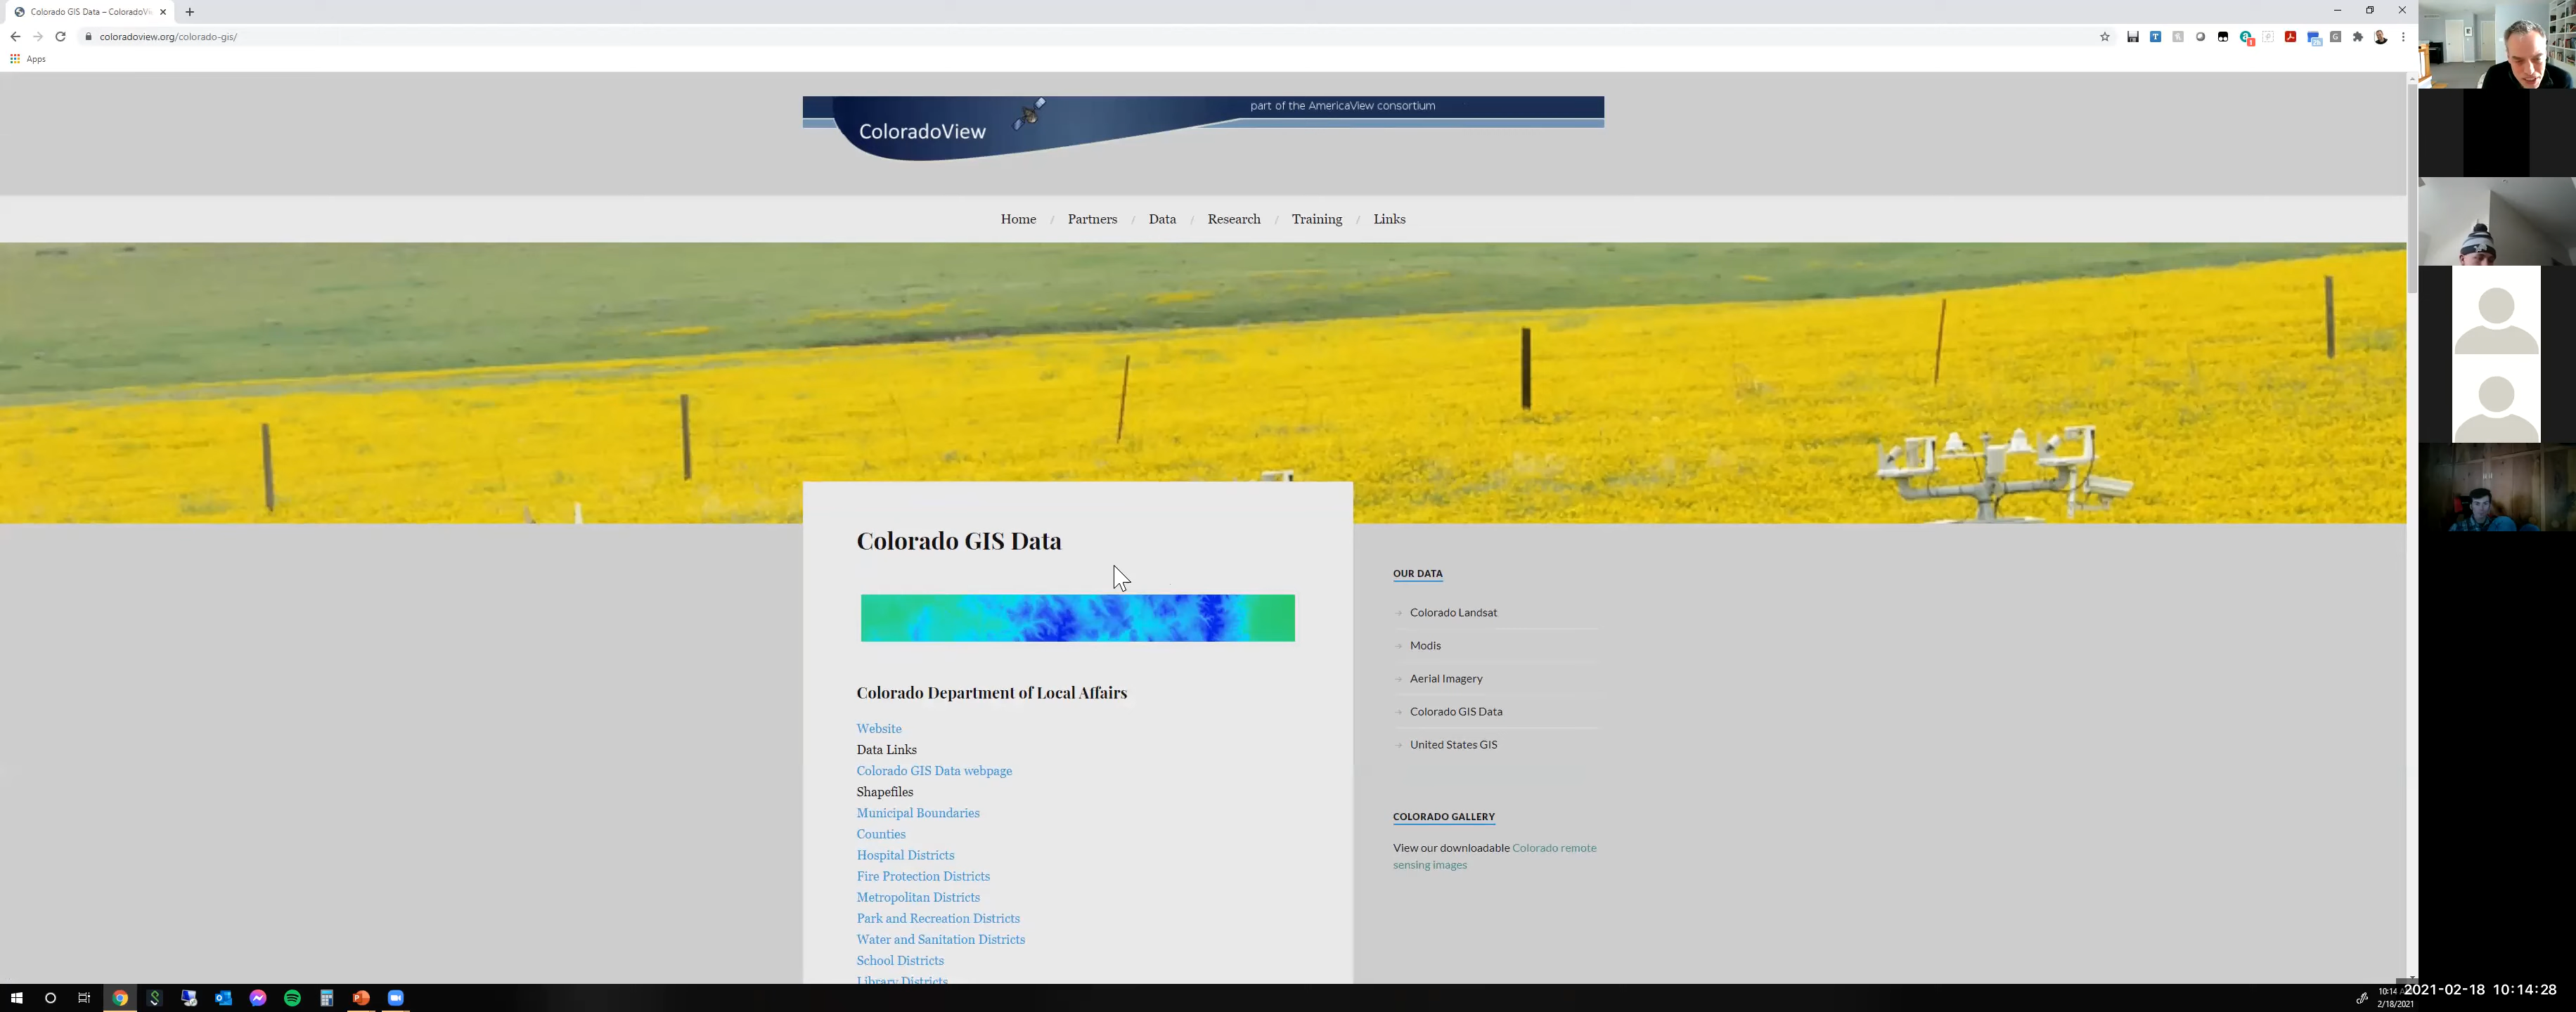 Colorado GIS Data – ColoradoVi
coloradoview.org/colorado-gis/
Apps
part of the AmericaView consortium
ColoradoView
Home / Partners / Data / Research / Training / Links
Colorado GIS Data
Colorado Department of Local Affairs
Website
Data Links
Colorado GIS Data webpage
Shapefiles
Municipal Boundaries
Counties
Hospital Districts
Fire Protection Districts
Metropolitan Districts
Park and Recreation Districts
Water and Sanitation Districts
School Districts
Library Districts
OUR DATA
Colorado Landsat
Modis
Aerial Imagery
Colorado GIS Data
United States GIS
COLORADO GALLERY
View our downloadable Colorado remote
sensing images
10:14
2021-02-18 10:14:28
2/18/2021